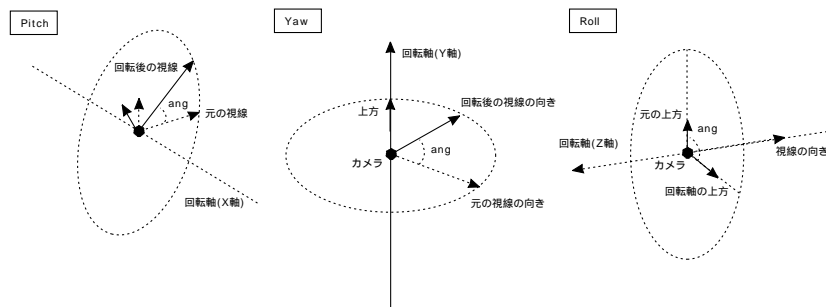 Pitch
回転後の視線
ang
元の視線
回転軸(X軸)
Yaw
回転軸(Y軸)
上方
回転後の視線の向き
ang
カメラ
元の視線の向き
Roll
元の上方
ang
回転軸(Z軸)
カメラ
視線の向き
回転軸の上方